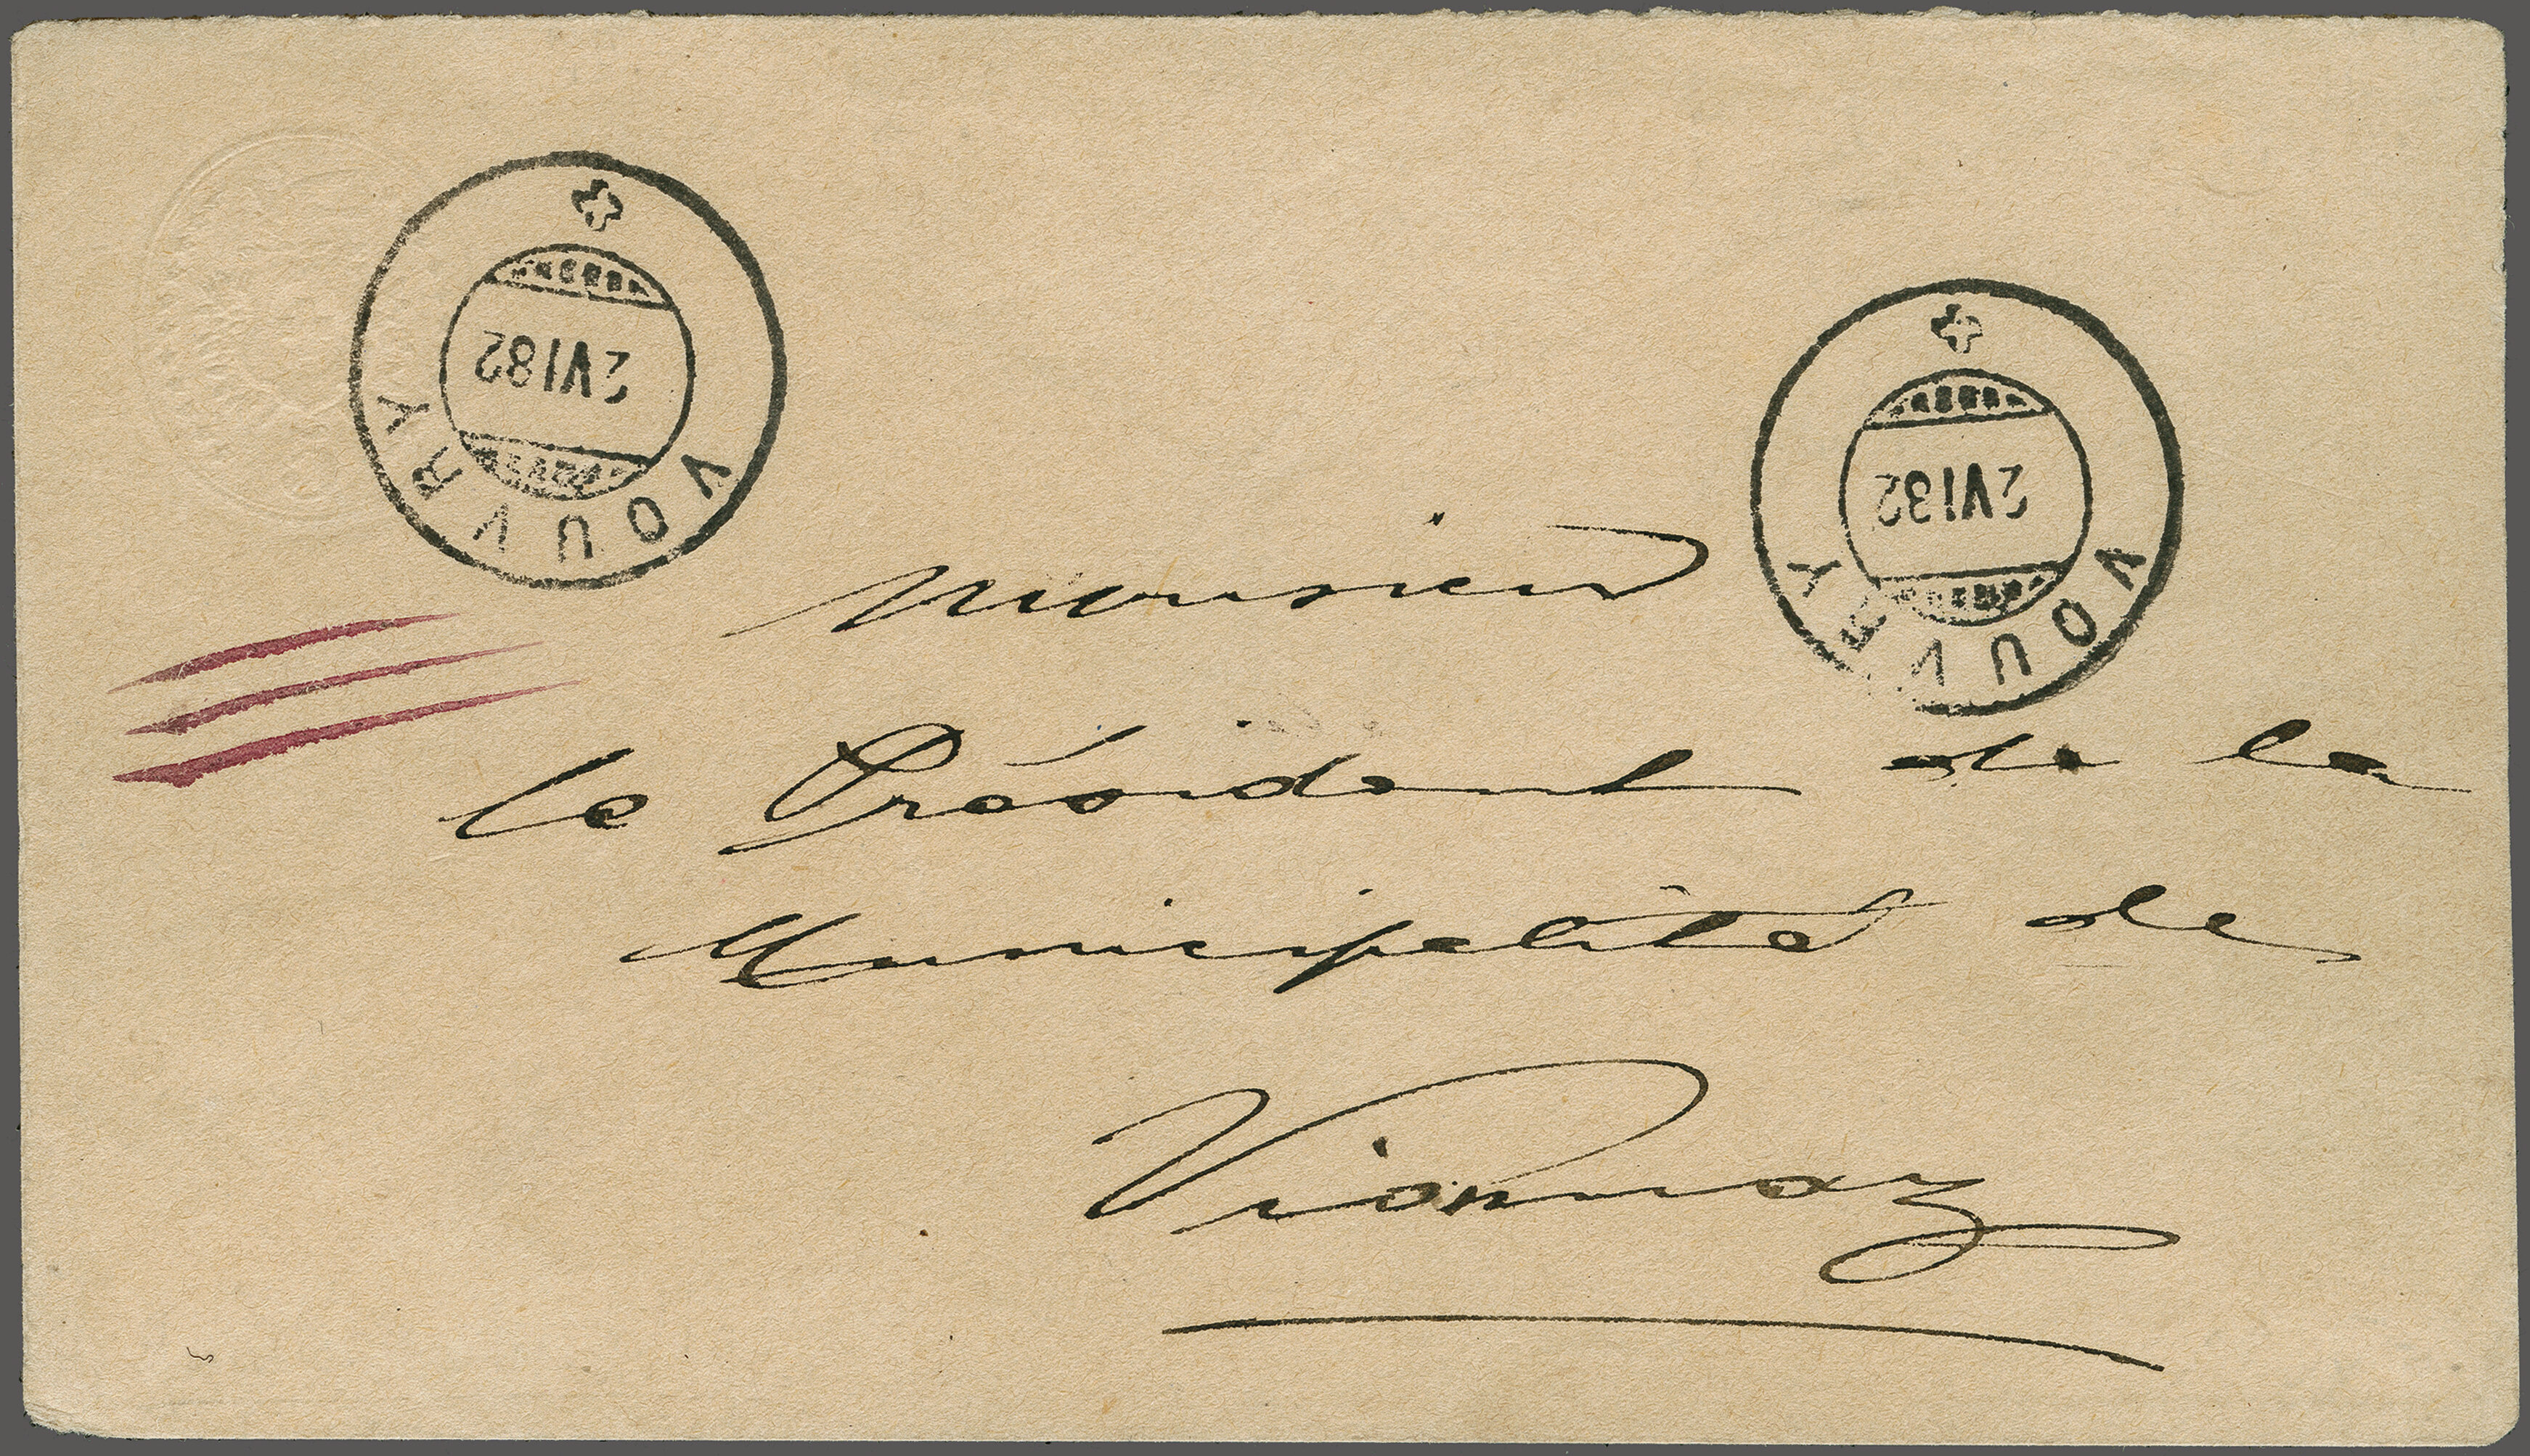 VOUVRY
2 VI 82
VOUVRY
2 VI 82
Monsieur
le Président de la
Municipalité de
Vionnaz